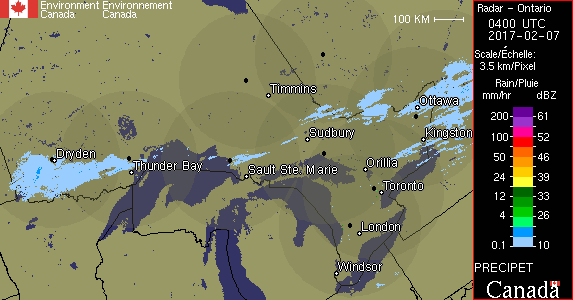 Environment Environnement
Canada Canada
100 KM
Timmins
Ottawa
Sudbury
Kingston
Dryden
Thunder Bay
Sault Ste. Marie
Orillia
Toronto
London
Windsor
Radar - Ontario
0400 UTC
2017-02-07
Scale/Échelle:
3.5 km/Pixel
Rain/Pluie
mm/hr dBZ
200 61
100 52
50 46
24 39
12 33
4 26
1 20
0.1 10
PRECIPET
Canada